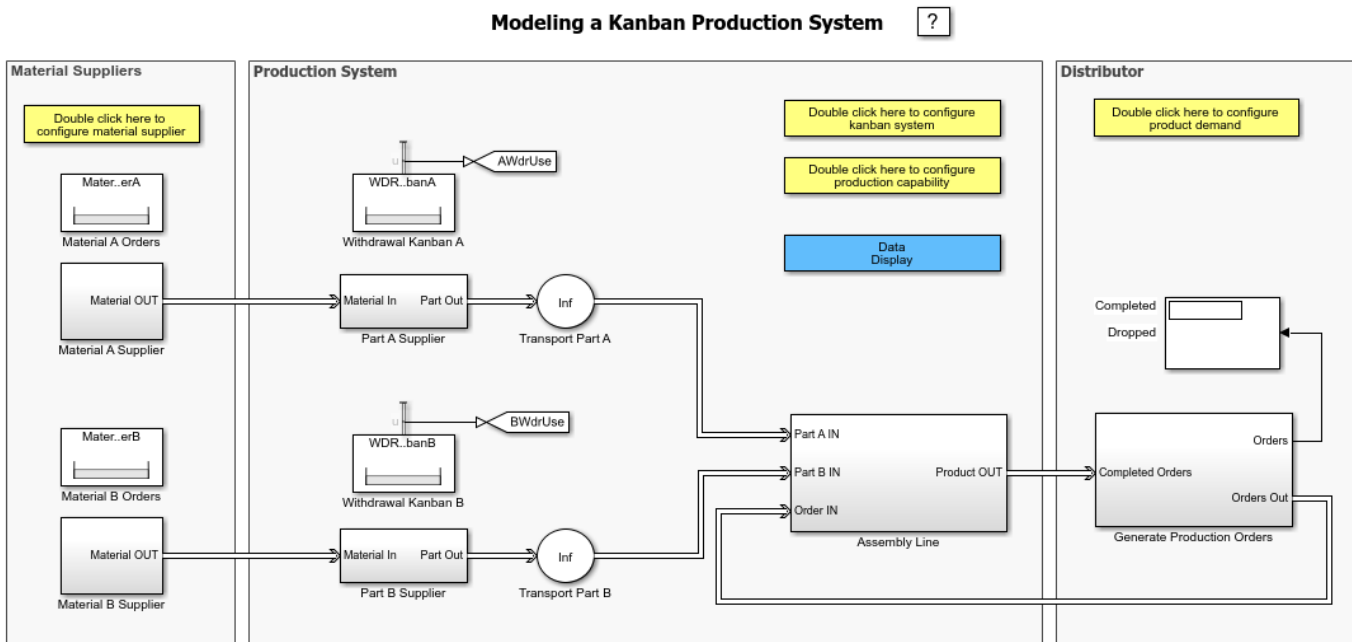 Modeling a Kanban Production System
?
Material Suppliers
Double click here to
configure material supplier
Mater..erA
Material A Orders
Material OUT
Material A Supplier
Mater..erB
Material B Orders
Material OUT
Material B Supplier
Production System
u
AWdrUse
WDR..banA
Withdrawal Kanban A
Material In
Part Out
Part A Supplier
Inf
Transport Part A
u
BWdrUse
WDR..banB
Withdrawal Kanban B
Material In
Part Out
Part B Supplier
Inf
Transport Part B
Double click here to configure
kanban system
Double click here to configure
production capability
Data
Display
Part A IN
Part B IN
Product OUT
Order IN
Assembly Line
Distributor
Double click here to configure
product demand
Completed
Dropped
Orders
Completed Orders
Orders Out
Generate Production Orders